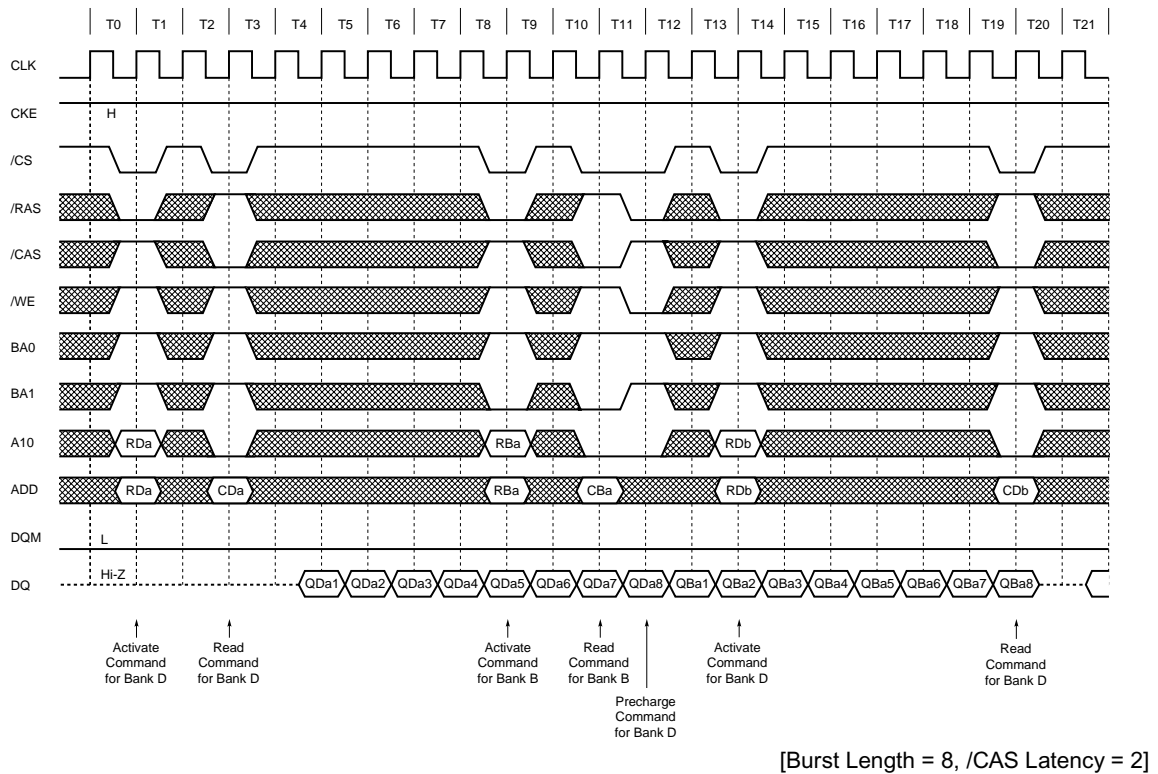 T0 T1 T2 T3 T4 T5 T6 T7 T8 T9 T10 T11 T12 T13 T14 T15 T16 T17 T18 T19 T20 T21
CLK
CKE H
/CS
/RAS
/CAS
/WE
BA0
BA1
A10 RDa RBa RDb
ADD RDa CDa RBa CBa RDb CDb
DQM L
DQ Hi-Z QDa1 QDa2 QDa3 QDa4 QDa5 QDa6 QDa7 QDa8 QBa1 QBa2 QBa3 QBa4 QBa5 QBa6 QBa7 QBa8
Activate
Command
for Bank D
Read
Command
for Bank D
Activate
Command
for Bank B
Read
Command
for Bank B
Precharge
Command
for Bank D
Activate
Command
for Bank D
Read
Command
for Bank D
[Burst Length = 8, /CAS Latency = 2]